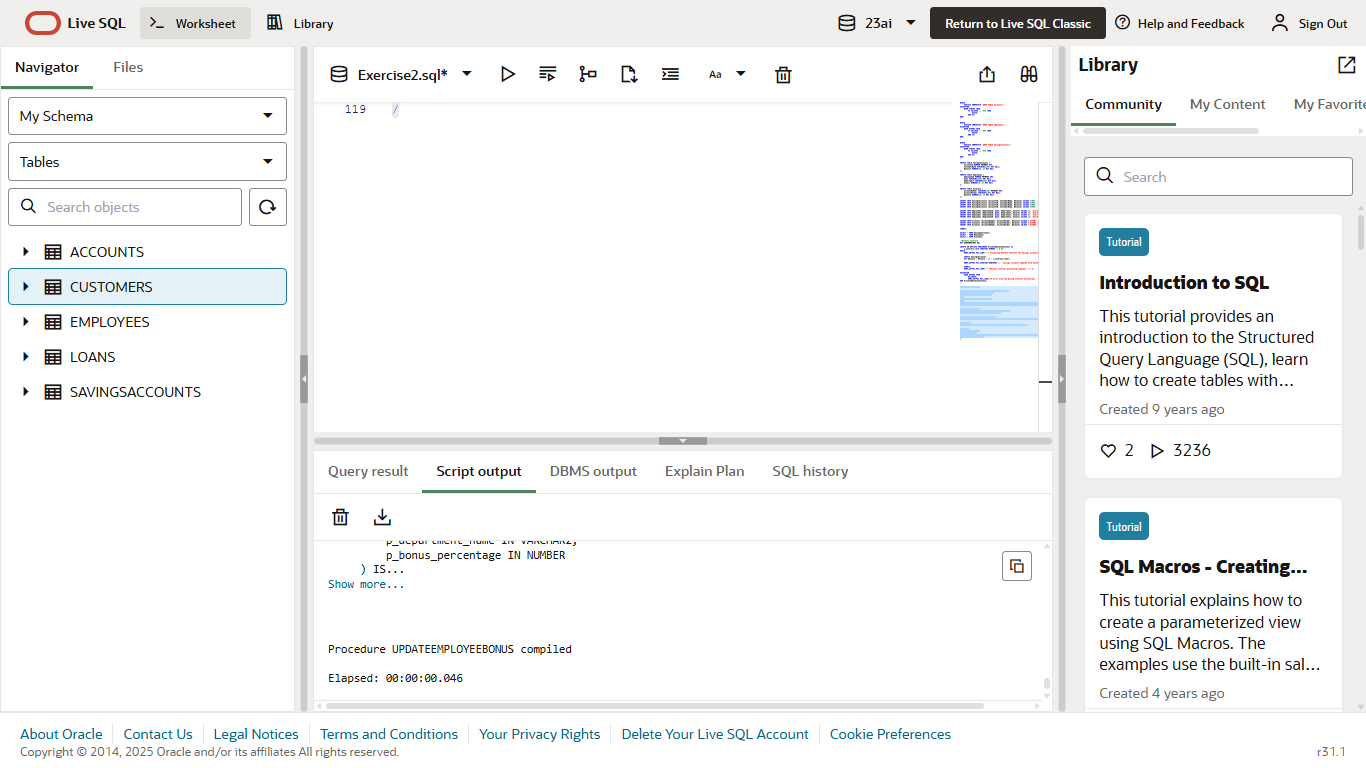 Live SQL
Worksheet
Library
23ai
Return to Live SQL Classic
Help and Feedback
Sign Out
Navigator
Files
My Schema
Tables
Search objects
ACCOUNTS
CUSTOMERS
EMPLOYEES
LOANS
SAVINGSACCOUNTS
Exercise2.sql*
Aa
119 /
Query result
Script output
DBMS output
Explain Plan
SQL history
p_department_name IN VARCHAR2,
p_bonus_percentage IN NUMBER
) IS...
Show more...
Procedure UPDATEEMPLOYEEBONUS compiled
Elapsed: 00:00:00.046
Library
Community
My Content
My Favorite
Search
Tutorial
Introduction to SQL
This tutorial provides an
introduction to the Structured
Query Language (SQL), learn
how to create tables with...
Created 9 years ago
2 3236
Tutorial
SQL Macros - Creating...
This tutorial explains how to
create a parameterized view
using SQL Macros. The
examples use the built-in sal...
Created 4 years ago
About Oracle
Contact Us
Legal Notices
Terms and Conditions
Your Privacy Rights
Delete Your Live SQL Account
Cookie Preferences
Copyright © 2014, 2025 Oracle and/or its affiliates All rights reserved.
r31.1